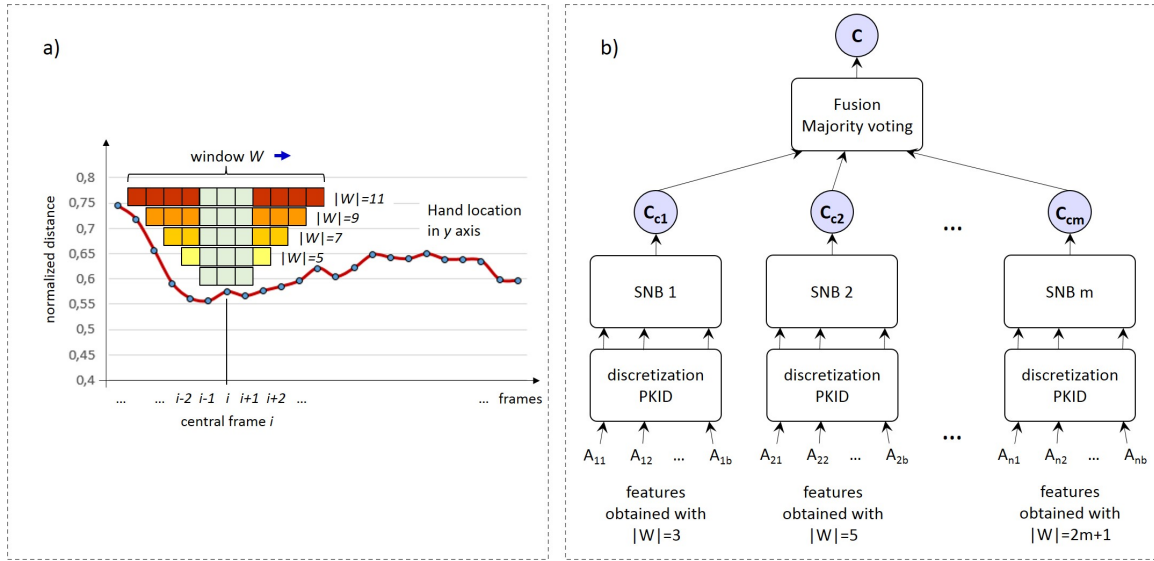 a)
window W
0,8
0,75
0,7
0,65
0,6
0,55
0,5
0,45
0,4
normalized distance
|W|=11
|W|=9
|W|=7
|W|=5
Hand location
in y axis
... ... i-2 i-1 i i+1 i+2 ... ... frames
central frame i
b)
C
Fusion
Majority voting
Cc1 Cc2 ... Ccm
SNB 1 SNB 2 SNB m
discretization discretization discretization
PKID PKID PKID
...
A11 A12 ... A1b A21 A22 ... A2b An1 An2 ... Anb
features features features
obtained with obtained with obtained with
|W|=3 |W|=5 |W|=2m+1